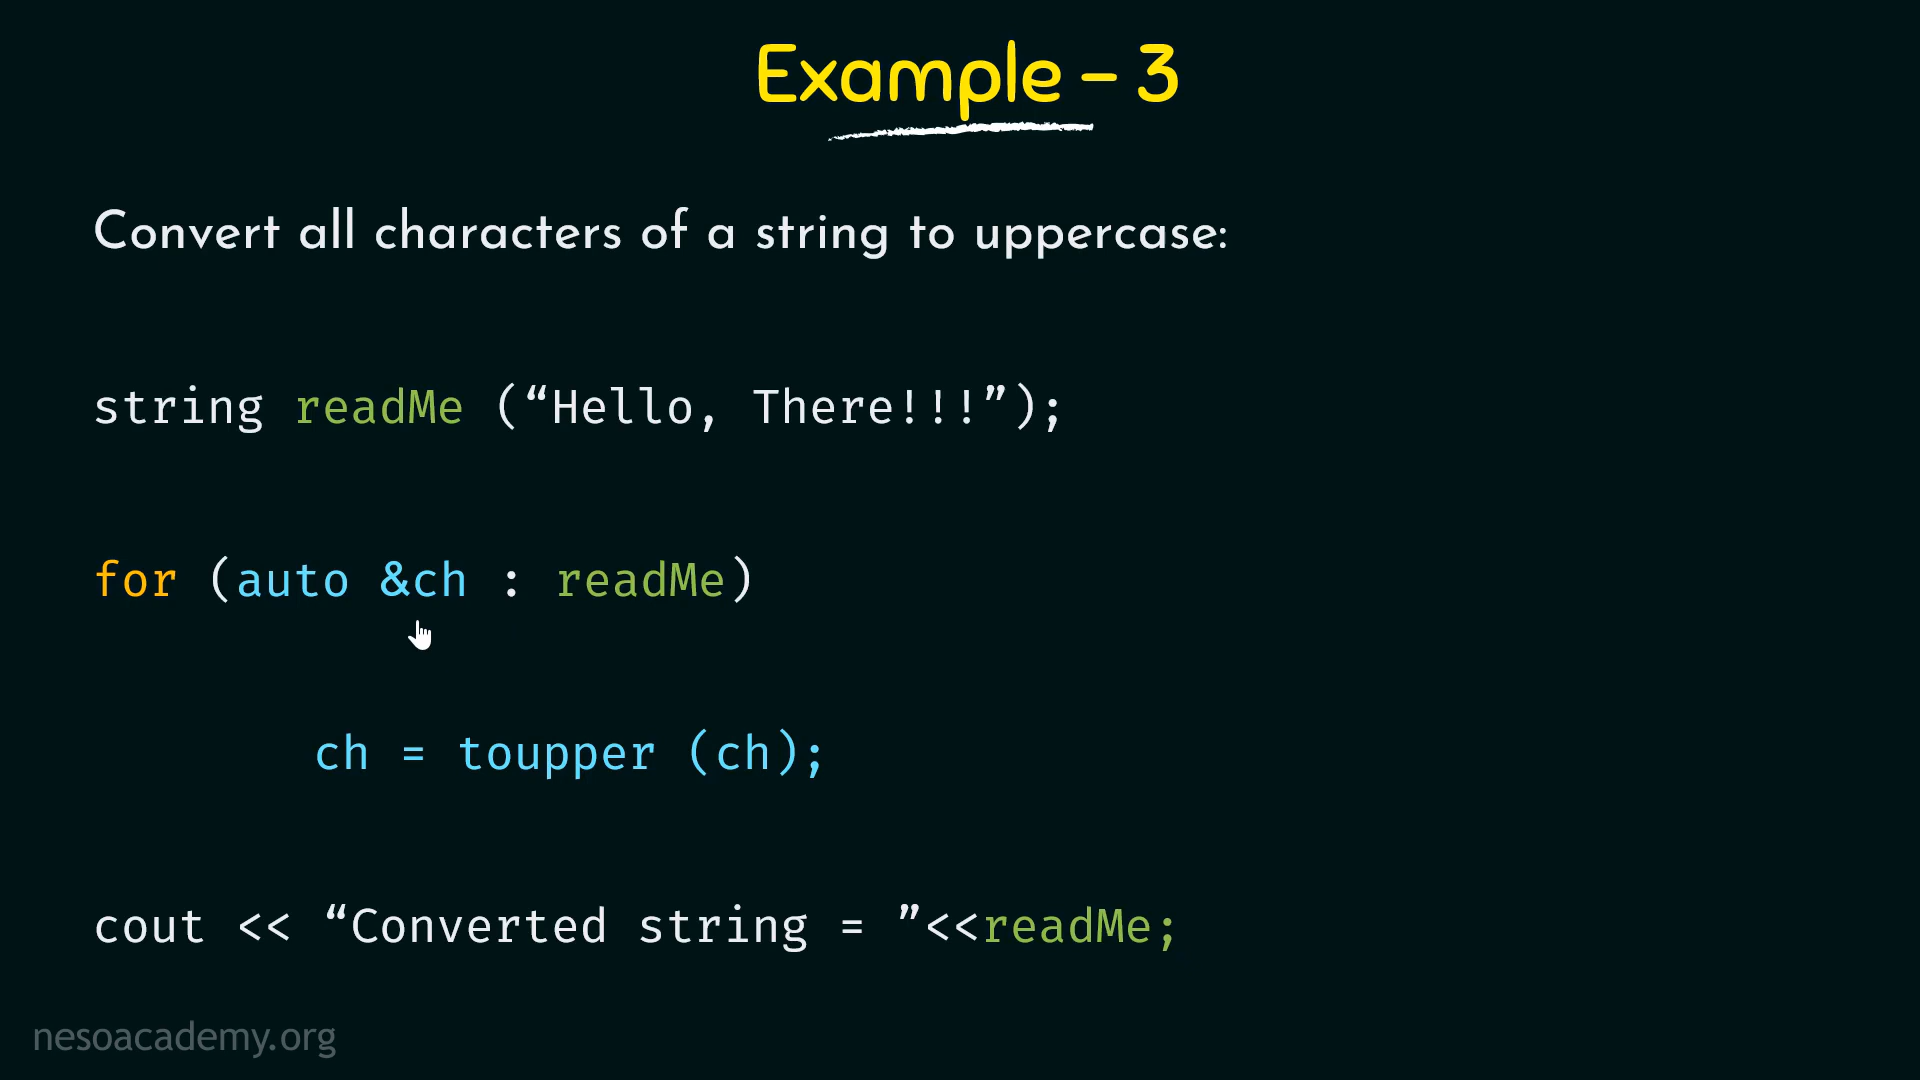 Example – 3
Convert all characters of a string to uppercase:
string readMe (“Hello, There!!!”);
for (auto &ch : readMe)
ch = toupper (ch);
cout << “Converted string = ”<<readMe;
nesoacademy.org